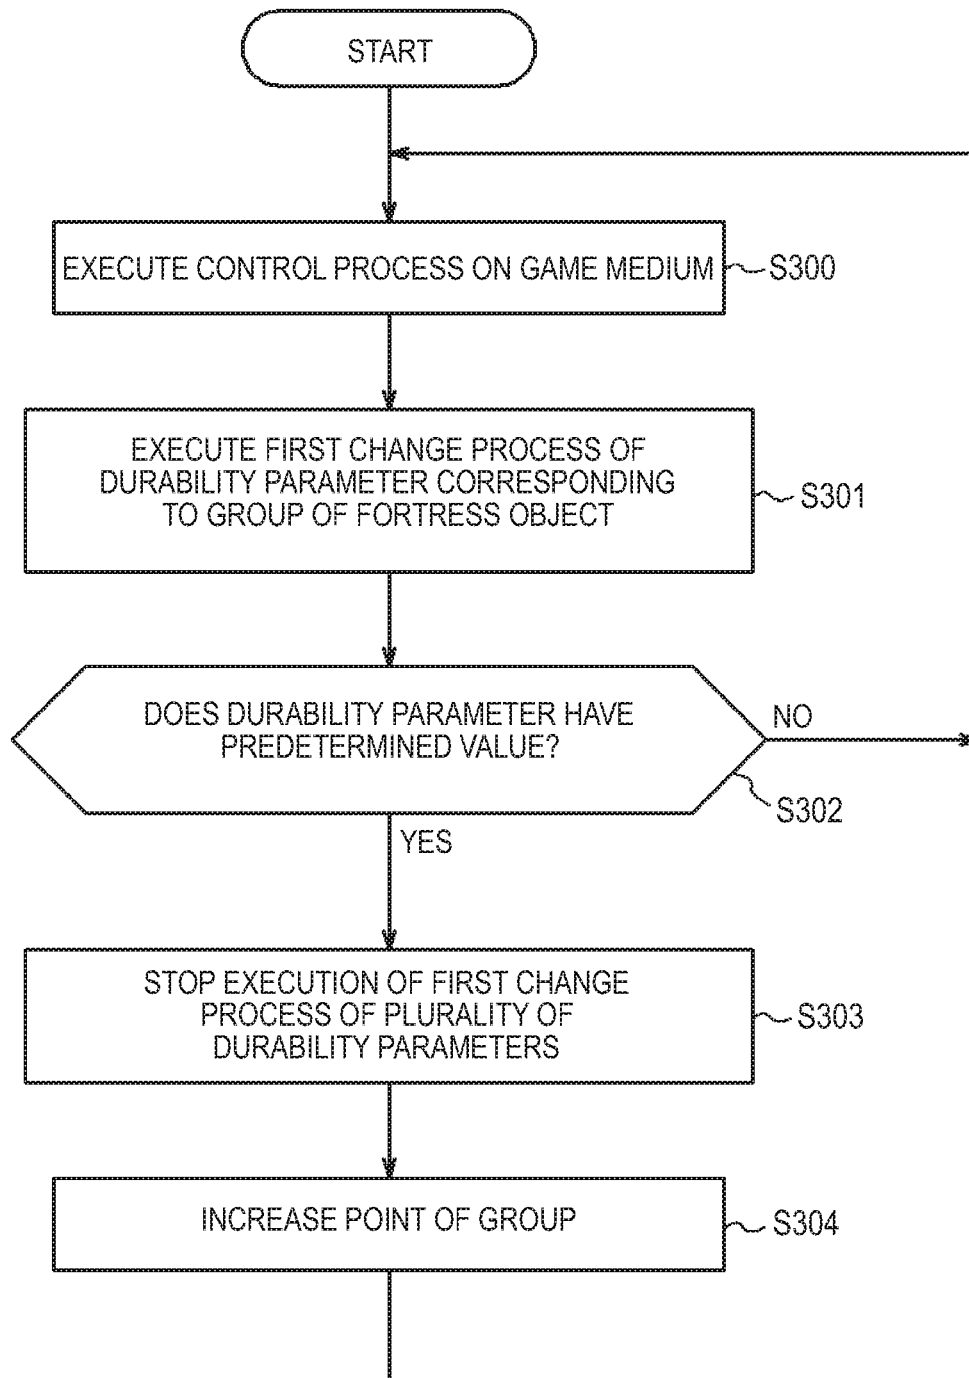 START
EXECUTE CONTROL PROCESS ON GAME MEDIUM
S300
EXECUTE FIRST CHANGE PROCESS OF
DURABILITY PARAMETER CORRESPONDING
TO GROUP OF FORTRESS OBJECT
S301
DOES DURABILITY PARAMETER HAVE
PREDETERMINED VALUE?
NO
S302
YES
STOP EXECUTION OF FIRST CHANGE
PROCESS OF PLURALITY OF
DURABILITY PARAMETERS
S303
INCREASE POINT OF GROUP
S304